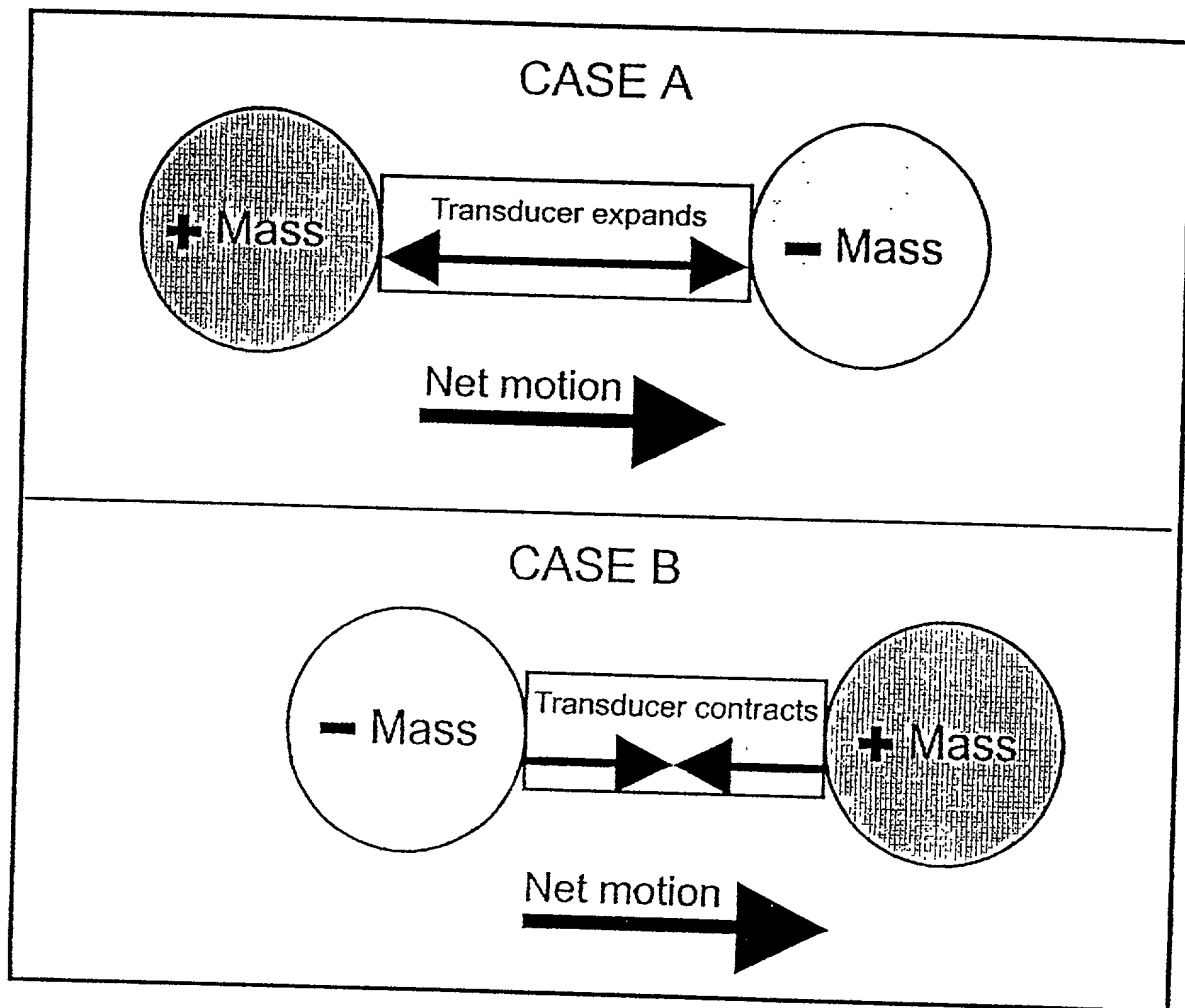 CASE A
+ Mass
Transducer expands
- Mass
Net motion
CASE B
- Mass
Transducer contracts
+ Mass
Net motion